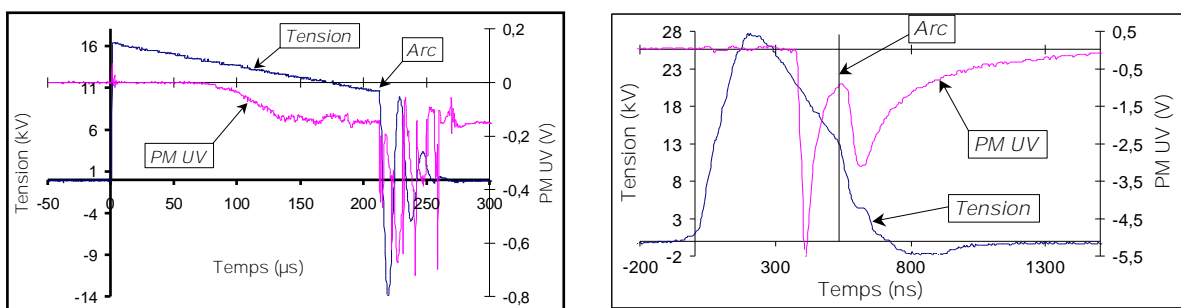 Tension (kV)
16
11
6
1
-4
-9
-14
-50 0 50 100 150 200 250 300
Temps (µs)
Tension
Arc
PM UV
0,2
0
-0,2
-0,4
-0,6
-0,8
PM UV (V)
Tension (kV)
28
23
18
13
8
3
-2
-200 300 800 1300
Temps (ns)
Arc
PM UV
Tension
0,5
-0,5
-1,5
-2,5
-3,5
-4,5
-5,5
PM UV (V)